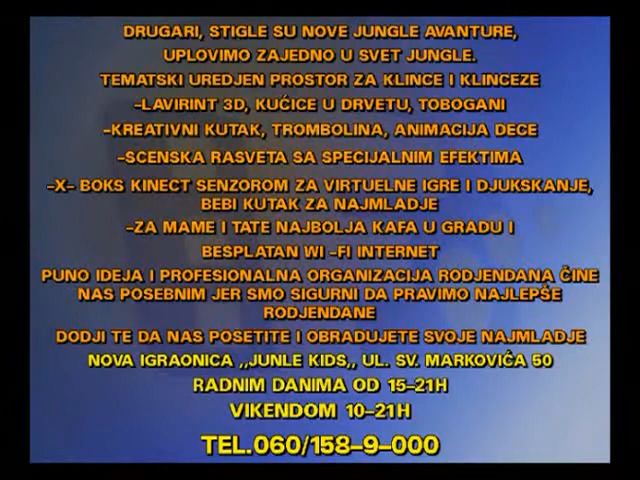 DRUGARI, STIGLE SU NOVE JUNGLE AVANTURE,
UPLOVIMO ZAJEDNO U SVET JUNGLE.
TEMATSKI UREDJEN PROSTOR ZA KLINCE I KLINCEZE
-LAVIRINT 3D, KUĆICE U DRVETU, TOBOGANI
-KREATIVNI KUTAK, TROMBOLINA, ANIMACIJA DECE
-SCENSKA RASVETA SA SPECIJALNIM EFEKTIMA
-X- BOKS KINECT SENZOROM ZA VIRTUELNE IGRE I DJUKSKANJE,
BEBI KUTAK ZA NAJMLADJE
-ZA MAME I TATE NAJBOLJA KAFA U GRADU I
BESPLATAN WI -FI INTERNET
PUNO IDEJA I PROFESIONALNA ORGANIZACIJA RODJENDANA ČINE
NAS POSEBNIM JER SMO SIGURNI DA PRAVIMO NAJLEPŠE
RODJENDANE
DODJI TE DA NAS POSETITE I OBRADUJETE SVOJE NAJMLADJE
NOVA IGRAONICA ,,JUNLE KIDS,, UL. SV. MARKOVIĆA 50
RADNIM DANIMA OD 15-21H
VIKENDOM 10-21H
TEL.060/158-9-000